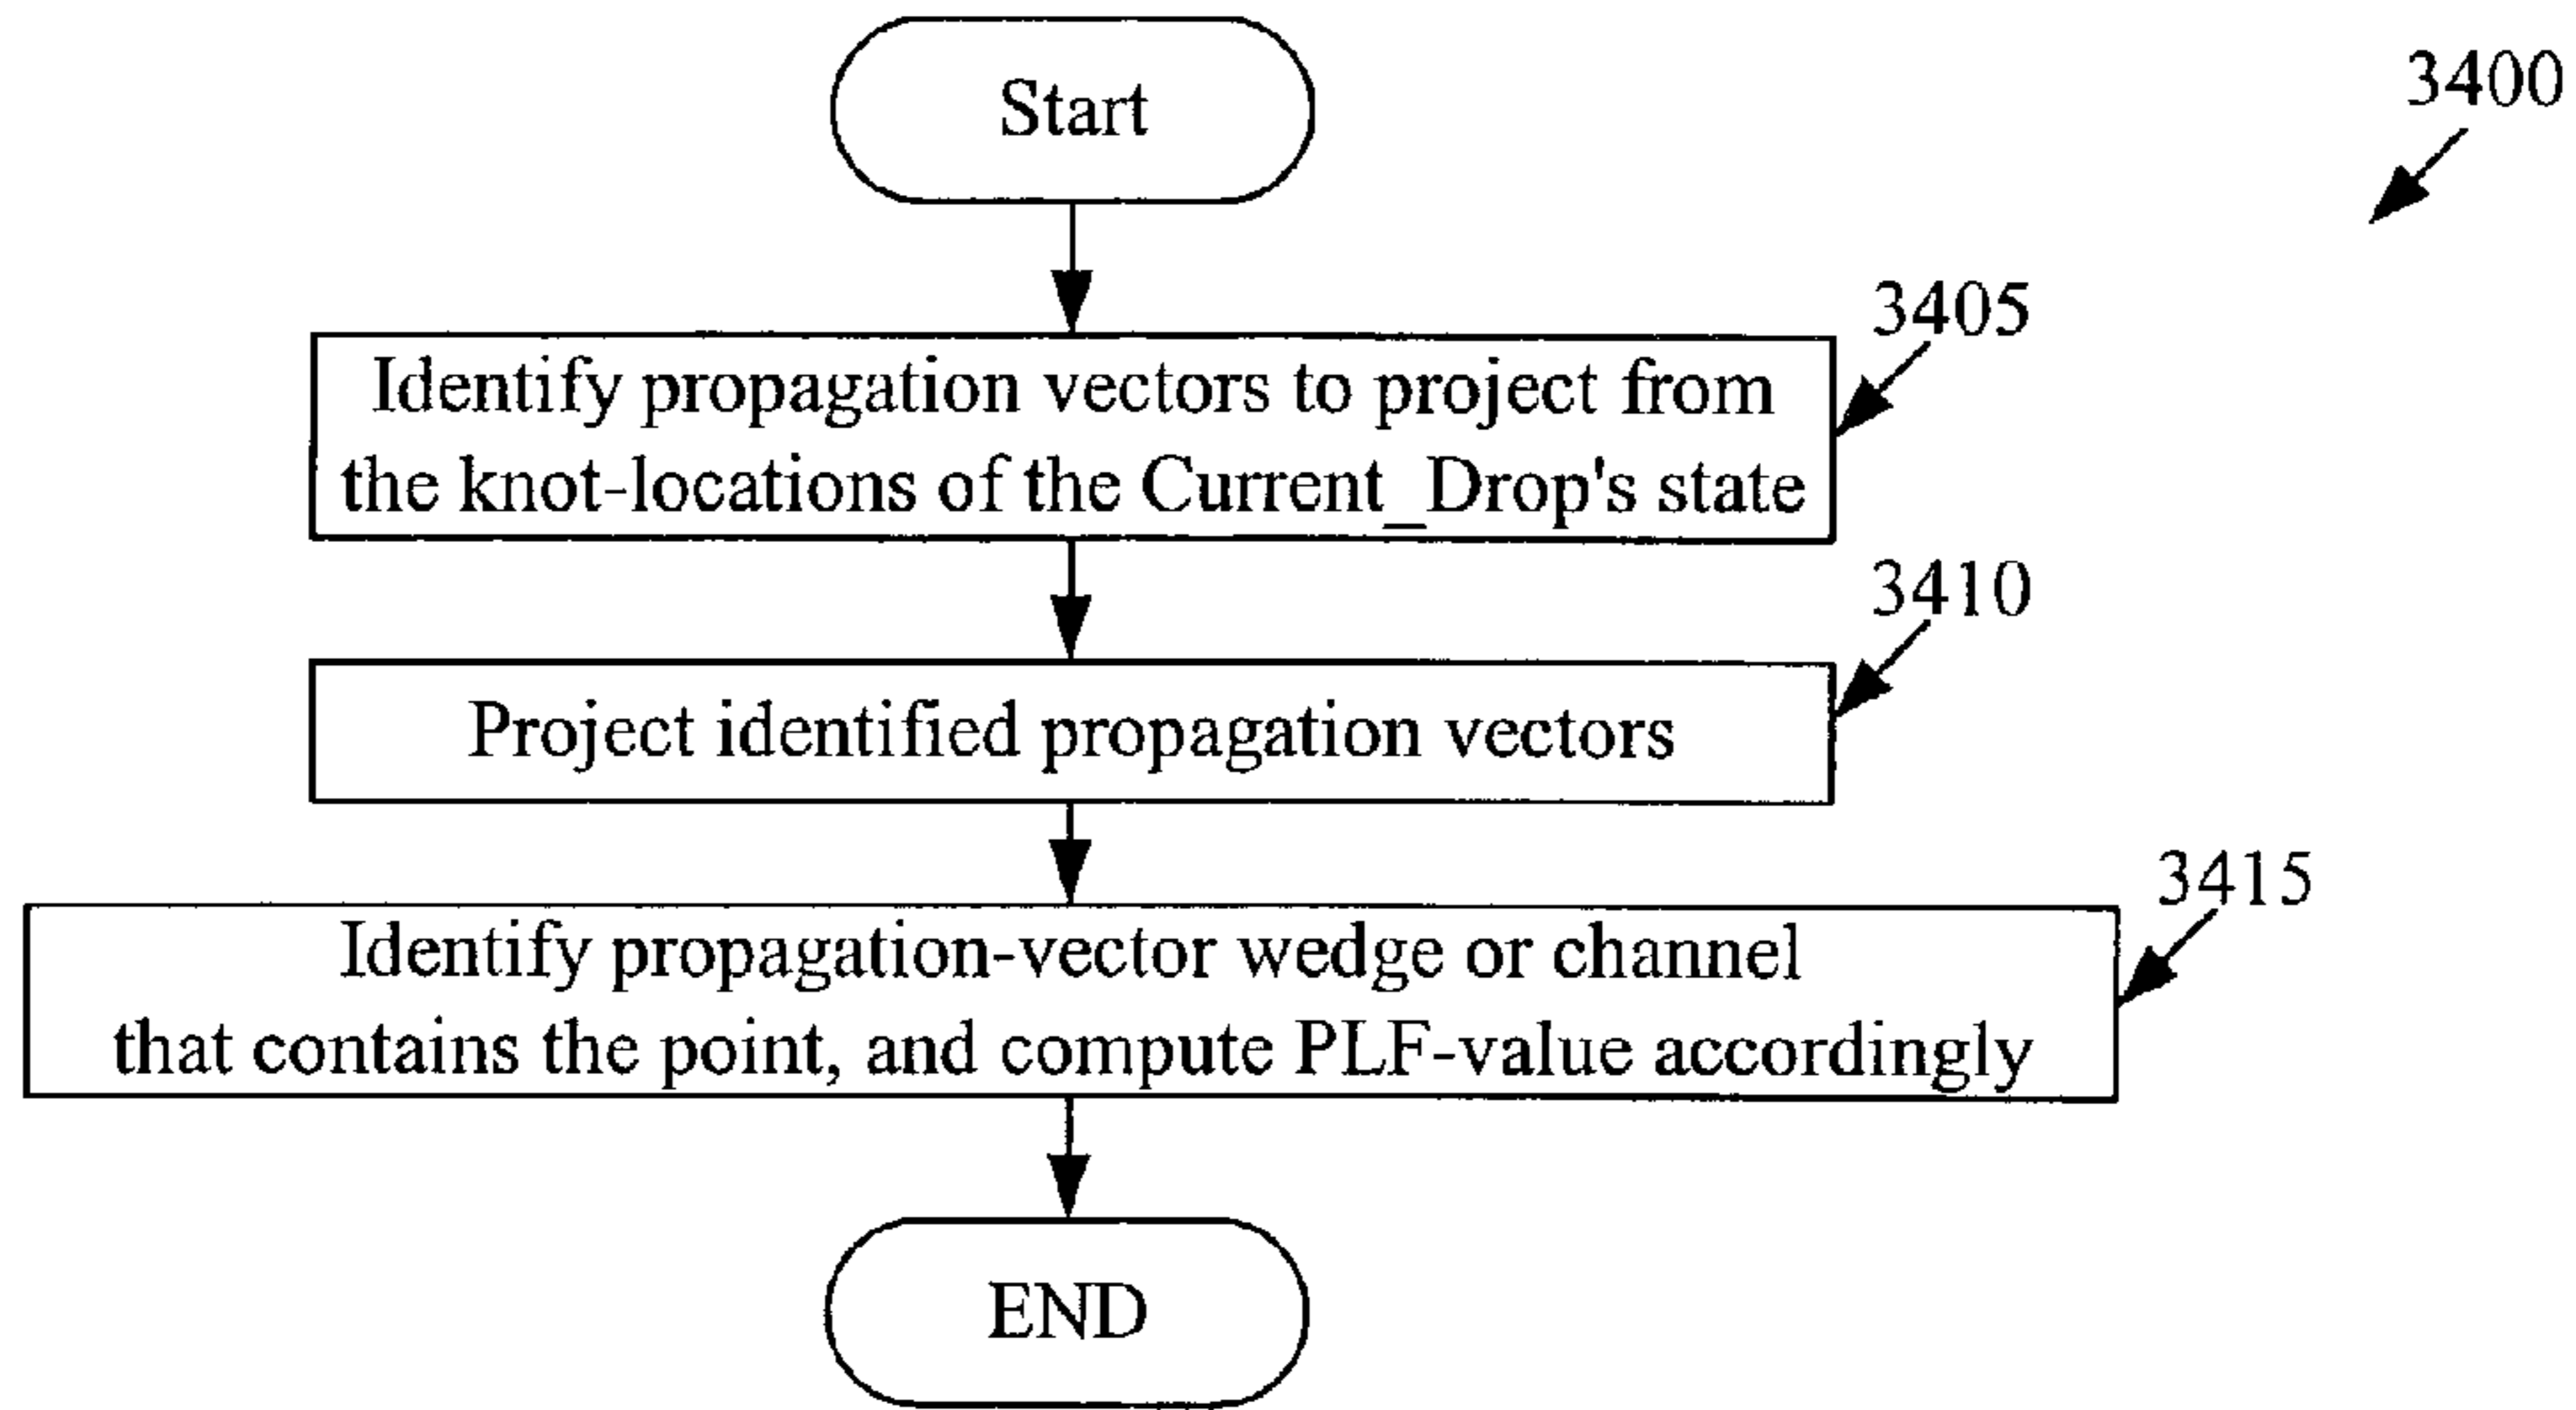 Start
3400
3405
Identify propagation vectors to project from
the knot-locations of the Current_Drop's state
3410
Project identified propagation vectors
3415
Identify propagation-vector wedge or channel
that contains the point, and compute PLF-value accordingly
END